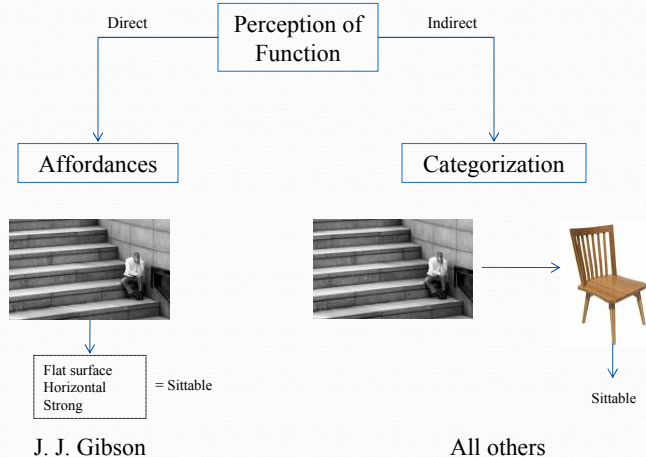 Direct
Perception of
Function
Indirect
Affordances
Categorization
Flat surface
Horizontal
Strong
= Sittable
Sittable
J. J. Gibson
All others